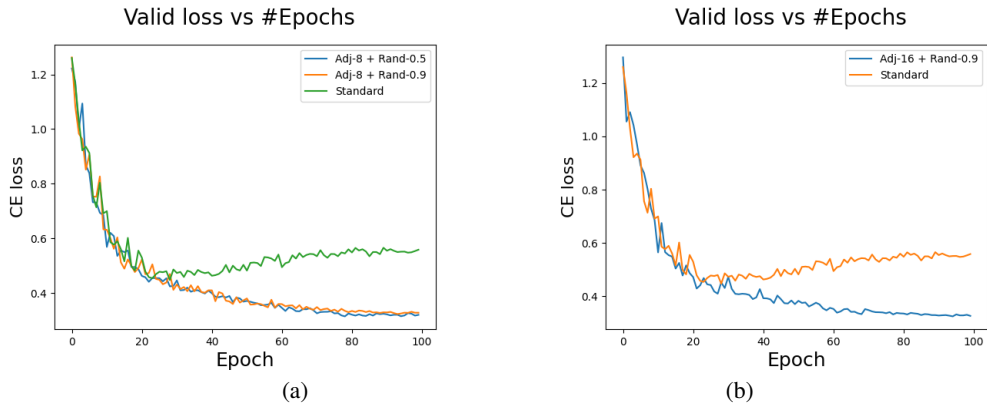 Valid loss vs #Epochs
Adj-8 + Rand-0.5
Adj-8 + Rand-0.9
Standard
1.2
1.0
0.8
0.6
0.4
CE loss
0 20 40 60 80 100
Epoch
(a)
Valid loss vs #Epochs
Adj-16 + Rand-0.9
Standard
1.2
1.0
0.8
0.6
0.4
CE loss
0 20 40 60 80 100
Epoch
(b)